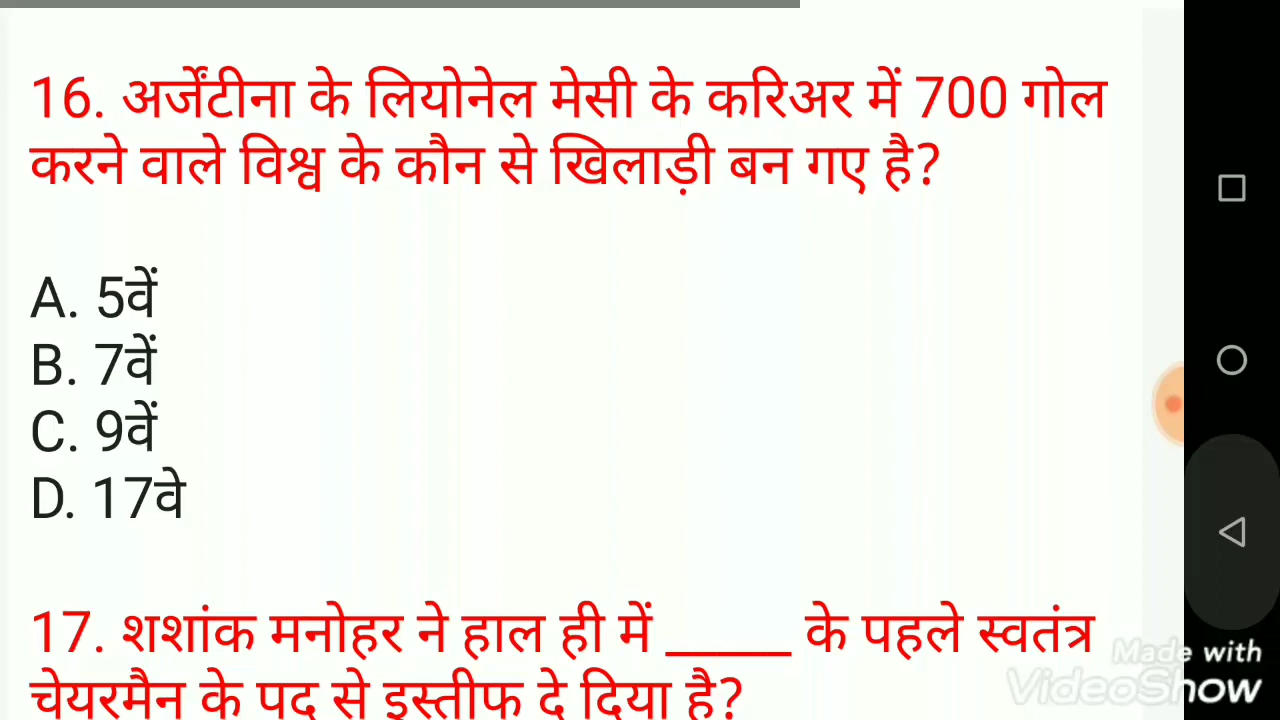 16. अर्जेंटीना के लियोनेल मेसी के करिअर में 700 गोल
करने वाले विश्व के कौन से खिलाड़ी बन गए है?
A. 5वें
B. 7वें
C. 9वें
D. 17वे
17. शशांक मनोहर ने हाल ही में _____ के पहले स्वतंत्र
चेयरमैन के पद से इस्तीफ दे दिया है?
Made with
VideoShow